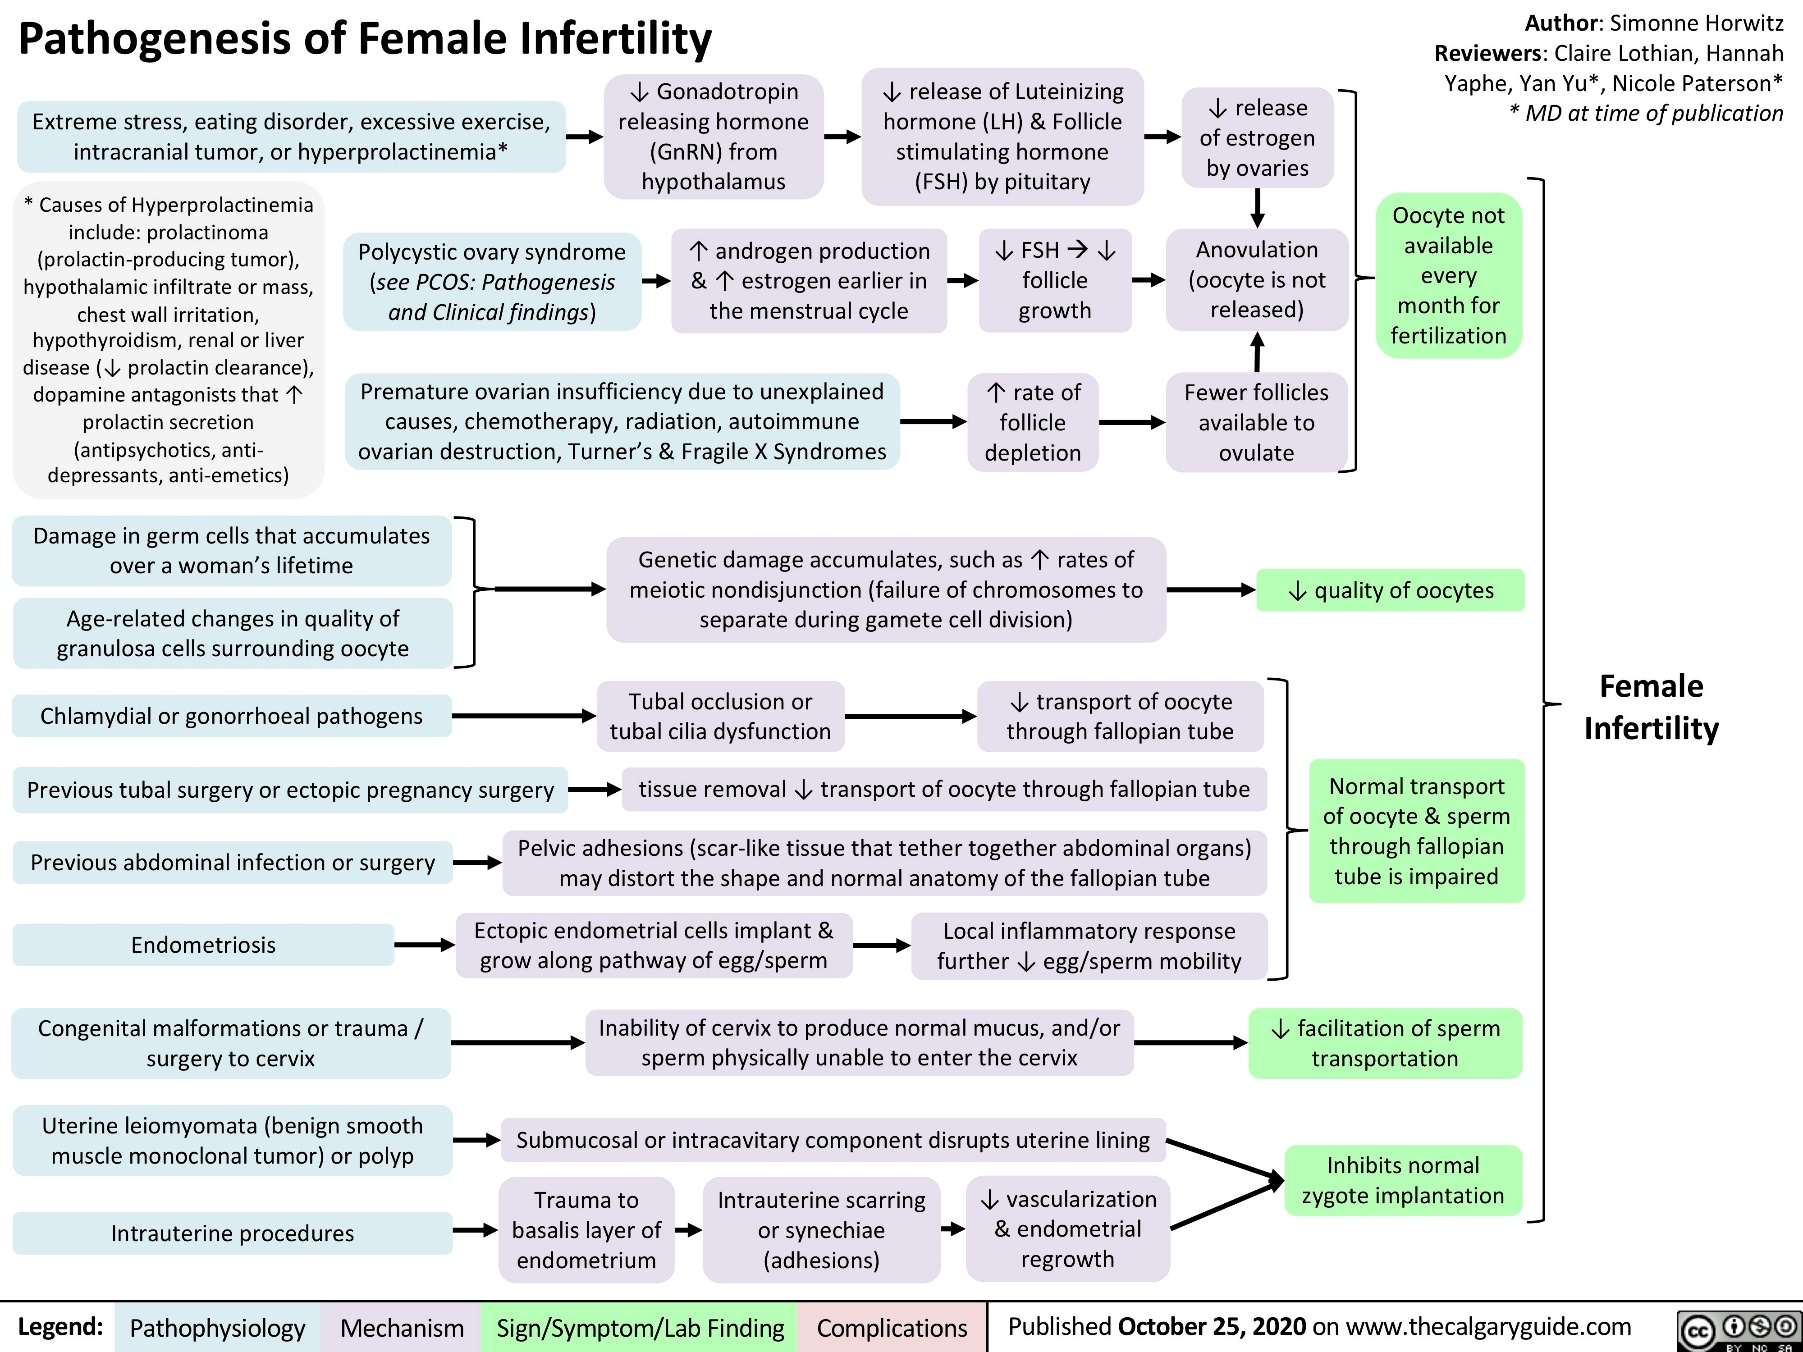 Pathogenesis of Female Infertility
Author: Simonne Horwitz
Reviewers: Claire Lothian, Hannah
Yaphe, Yan Yu*, Nicole Paterson*
* MD at time of publication
Extreme stress, eating disorder, excessive exercise,
intracranial tumor, or hyperprolactinemia*
↓ Gonadotropin
releasing hormone
(GnRN) from
hypothalamus
↓ release of Luteinizing
hormone (LH) & Follicle
stimulating hormone
(FSH) by pituitary
↓ release
of estrogen
by ovaries
* Causes of Hyperprolactinemia
include: prolactinoma
(prolactin-producing tumor),
hypothalamic infiltrate or mass,
chest wall irritation,
hypothyroidism, renal or liver
disease (↓ prolactin clearance),
dopamine antagonists that ↑
prolactin secretion
(antipsychotics, anti-
depressants, anti-emetics)
Polycystic ovary syndrome
(see PCOS: Pathogenesis
and Clinical findings)
↑ androgen production
& ↑ estrogen earlier in
the menstrual cycle
↓ FSH → ↓
follicle
growth
Anovulation
(oocyte is not
released)
Oocyte not
available
every
month for
fertilization
Premature ovarian insufficiency due to unexplained
causes, chemotherapy, radiation, autoimmune
ovarian destruction, Turner’s & Fragile X Syndromes
↑ rate of
follicle
depletion
Fewer follicles
available to
ovulate
Damage in germ cells that accumulates
over a woman’s lifetime
Age-related changes in quality of
granulosa cells surrounding oocyte
Genetic damage accumulates, such as ↑ rates of
meiotic nondisjunction (failure of chromosomes to
separate during gamete cell division)
↓ quality of oocytes
Chlamydial or gonorrhoeal pathogens
Tubal occlusion or
tubal cilia dysfunction
↓ transport of oocyte
through fallopian tube
Previous tubal surgery or ectopic pregnancy surgery
tissue removal ↓ transport of oocyte through fallopian tube
Previous abdominal infection or surgery
Pelvic adhesions (scar-like tissue that tether together abdominal organs)
may distort the shape and normal anatomy of the fallopian tube
Endometriosis
Ectopic endometrial cells implant &
grow along pathway of egg/sperm
Local inflammatory response
further ↓ egg/sperm mobility
Normal transport
of oocyte & sperm
through fallopian
tube is impaired
Female
Infertility
Congenital malformations or trauma /
surgery to cervix
Inability of cervix to produce normal mucus, and/or
sperm physically unable to enter the cervix
↓ facilitation of sperm
transportation
Uterine leiomyomata (benign smooth
muscle monoclonal tumor) or polyp
Submucosal or intracavitary component disrupts uterine lining
Inhibits normal
zygote implantation
Intrauterine procedures
Trauma to
basalis layer of
endometrium
Intrauterine scarring
or synechiae
(adhesions)
↓ vascularization
& endometrial
regrowth
Legend:
Pathophysiology
Mechanism
Sign/Symptom/Lab Finding
Complications
Published October 25, 2020 on www.thecalgaryguide.com
cc
BY NC SA